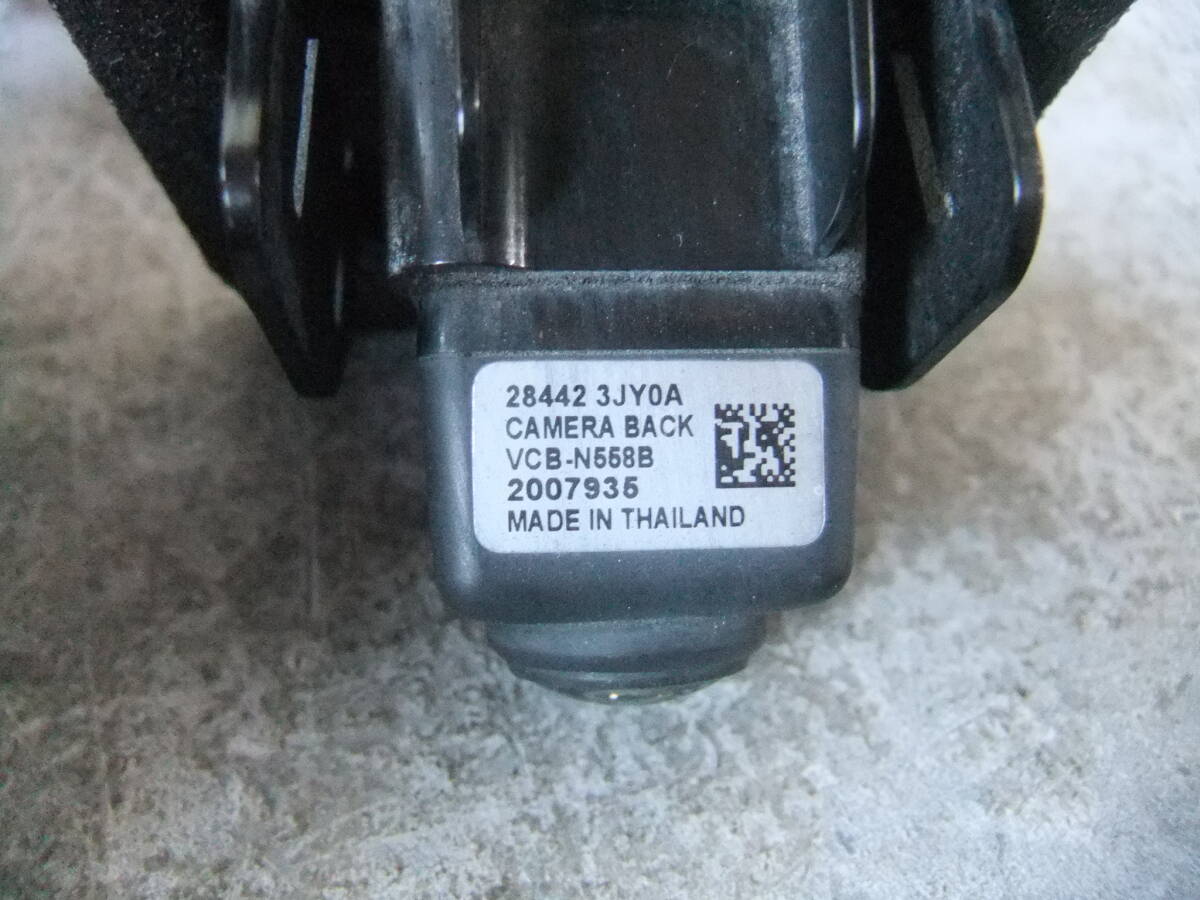 28442 3JY0A
CAMERA BACK
VCB-N558B
2007935
MADE IN THAILAND